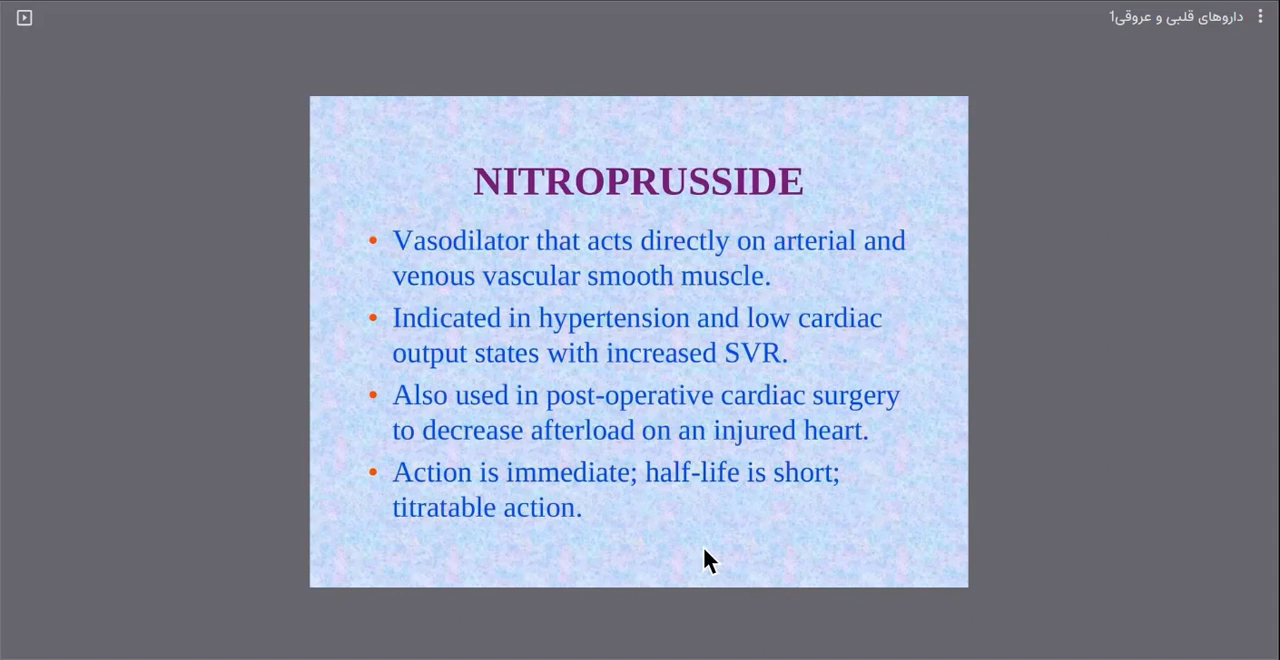 داروهای قلبی و عروقی1
NITROPRUSSIDE
• Vasodilator that acts directly on arterial and
venous vascular smooth muscle.
• Indicated in hypertension and low cardiac
output states with increased SVR.
• Also used in post-operative cardiac surgery
to decrease afterload on an injured heart.
• Action is immediate; half-life is short;
titratable action.